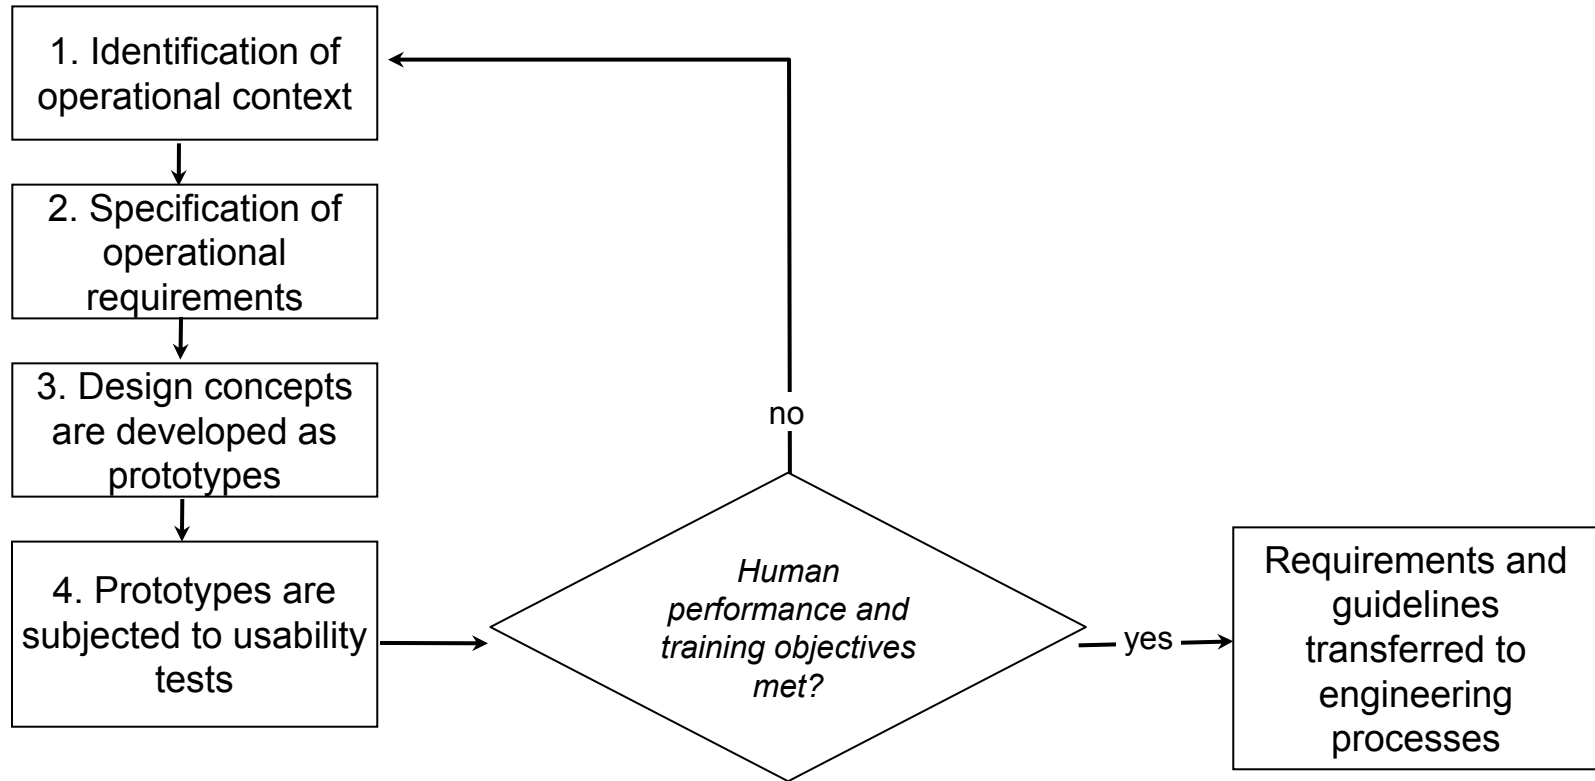 1. Identification of
operational context
2. Specification of
operational
requirements
3. Design concepts
are developed as
prototypes
4. Prototypes are
subjected to usability
tests
no
Human
performance and
training objectives
met?
yes
Requirements and
guidelines
transferred to
engineering
processes